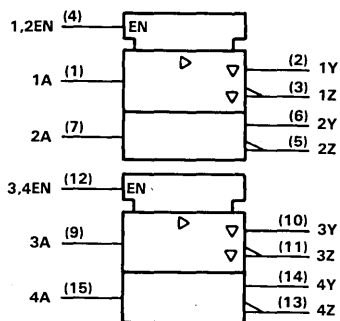 1,2EN (4) EN
1A (1) (2) 1Y
(3) 1Z
2A (7) (6) 2Y
(5) 2Z
3,4EN (12) EN
3A (9) (10) 3Y
(11) 3Z
4A (15) (14) 4Y
(13) 4Z